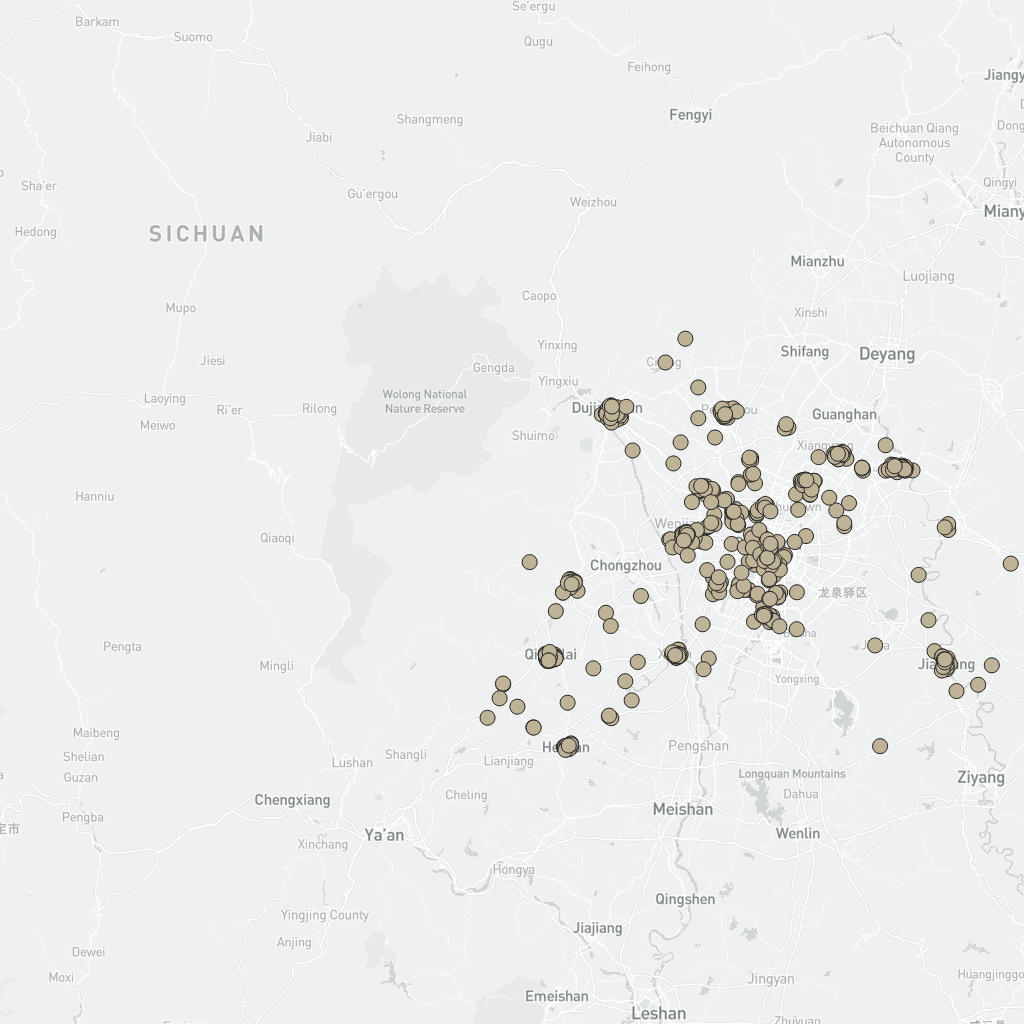 Se'ergu
Barkam
Suomo
Qugu
Feihong
Jiangy
Fengyi
Shangmeng
Dong
Beichuan Qiang
Autonomous
County
Jiabi
Sha'er
Gu'ergou
Qingyi
Weizhou
Miany
Hedong
SICHUAN
Mianzhu
Luojiang
Caopo
Mupo
Xinshi
Yinxing
Shifang
Deyang
Jiesi
Gengda
Yingxiu
Wolong National
Nature Reserve
Laoying
Ri'er
Rilong
Guanghan
Meiwo
Shuimo
Hanniu
Qiaoqi
Chongzhou
龙泉驿区
Pengta
Mingli
Yongxing
Maibeng
Shelian
Guzan
Lushan
Shangli
Lianjiang
Pengshan
Longquan Mountains
Dahua
Ziyang
Chengxiang
Cheling
Pengba
定市
Meishan
Ya'an
Wenlin
Xinchang
Hongya
Qingshen
Yingjing County
Jiajiang
Anjing
Dewei
Moxi
Jingyan
Huangjinggo
Emeishan
Leshan
Zhuyuan